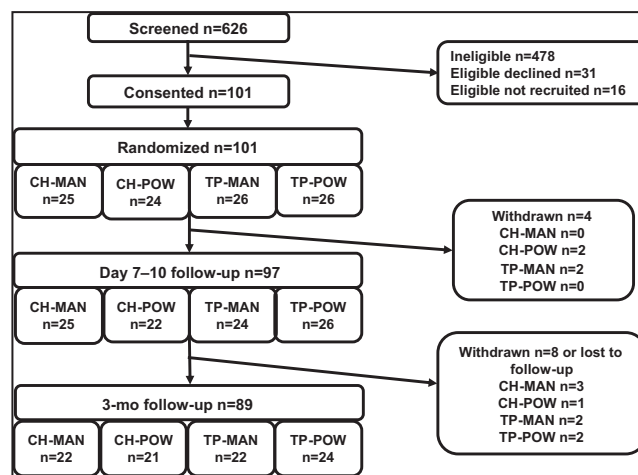 Screened n=626
Ineligible n=478
Eligible declined n=31
Eligible not recruited n=16
Consented n=101
Randomized n=101
CH-MAN
n=25
CH-POW
n=24
TP-MAN
n=26
TP-POW
n=26
Withdrawn n=4
CH-MAN n=0
CH-POW n=2
TP-MAN n=2
TP-POW n=0
Day 7–10 follow-up n=97
CH-MAN
n=25
CH-POW
n=22
TP-MAN
n=24
TP-POW
n=26
Withdrawn n=8 or lost to
follow-up
CH-MAN n=3
CH-POW n=1
TP-MAN n=2
TP-POW n=2
3-mo follow-up n=89
CH-MAN
n=22
CH-POW
n=21
TP-MAN
n=22
TP-POW
n=24